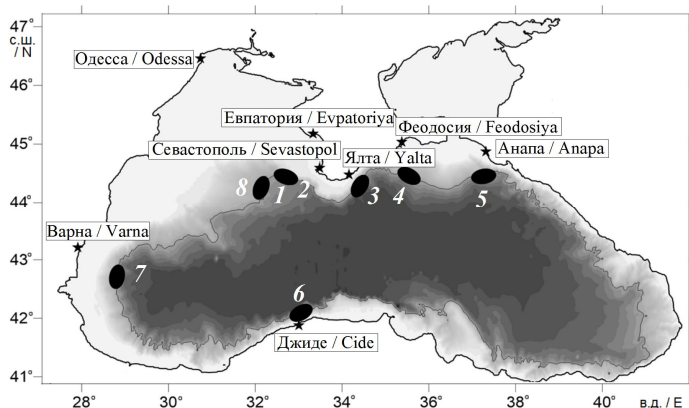 47°
с.ш.
/ N
46°
45°
44°
43°
42°
41°
Одесса / Odessa
Евпатория / Evpatoriya
Феодосия / Feodosiya
Севастополь / Sevastopol
Ялта / Yalta
Анапа / Anapa
8
1
2
3
4
5
Варна / Varna
7
6
Джиде / Cide
28°
30°
32°
34°
36°
38°
40°
в.д. / E